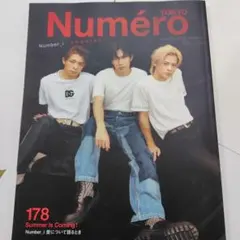 Numéro
TOKYO
Number_i
178
Summer is Coming!
Number_i 愛について語るとき